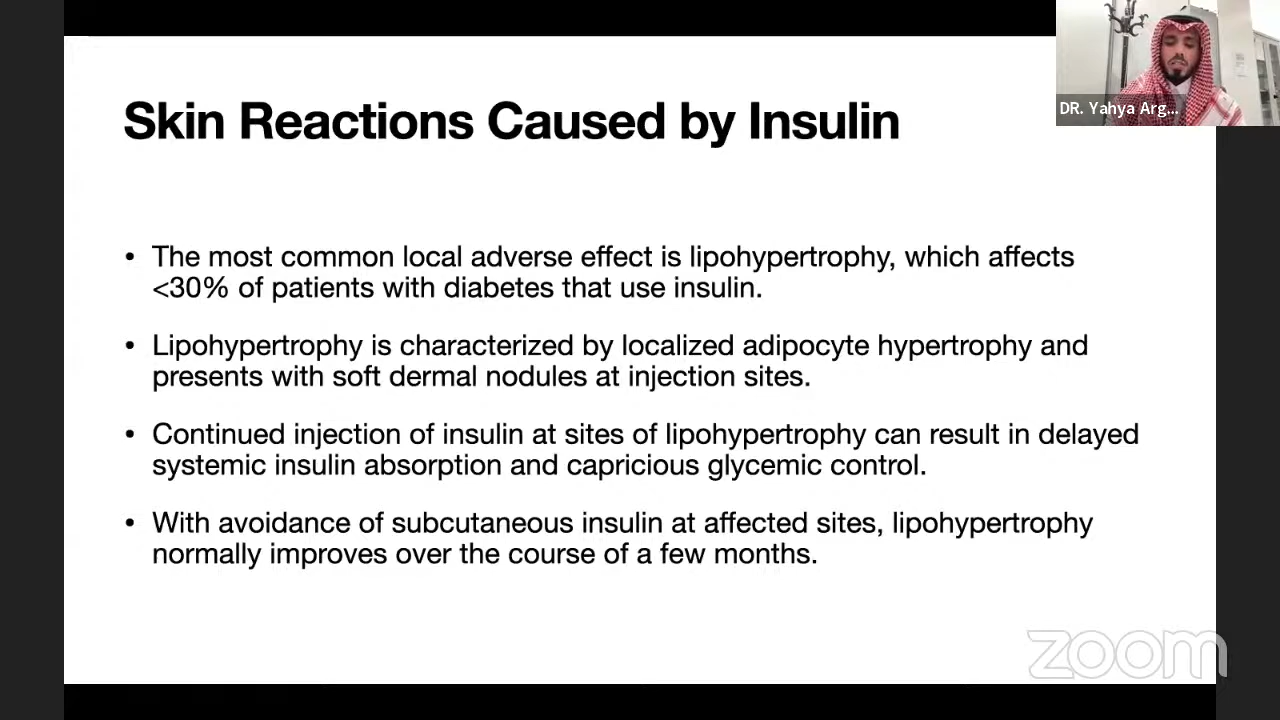 DR. Yahya Arg...
Skin Reactions Caused by Insulin
• The most common local adverse effect is lipohypertrophy, which affects
<30% of patients with diabetes that use insulin.
• Lipohypertrophy is characterized by localized adipocyte hypertrophy and
presents with soft dermal nodules at injection sites.
• Continued injection of insulin at sites of lipohypertrophy can result in delayed
systemic insulin absorption and capricious glycemic control.
• With avoidance of subcutaneous insulin at affected sites, lipohypertrophy
normally improves over the course of a few months.
zoom